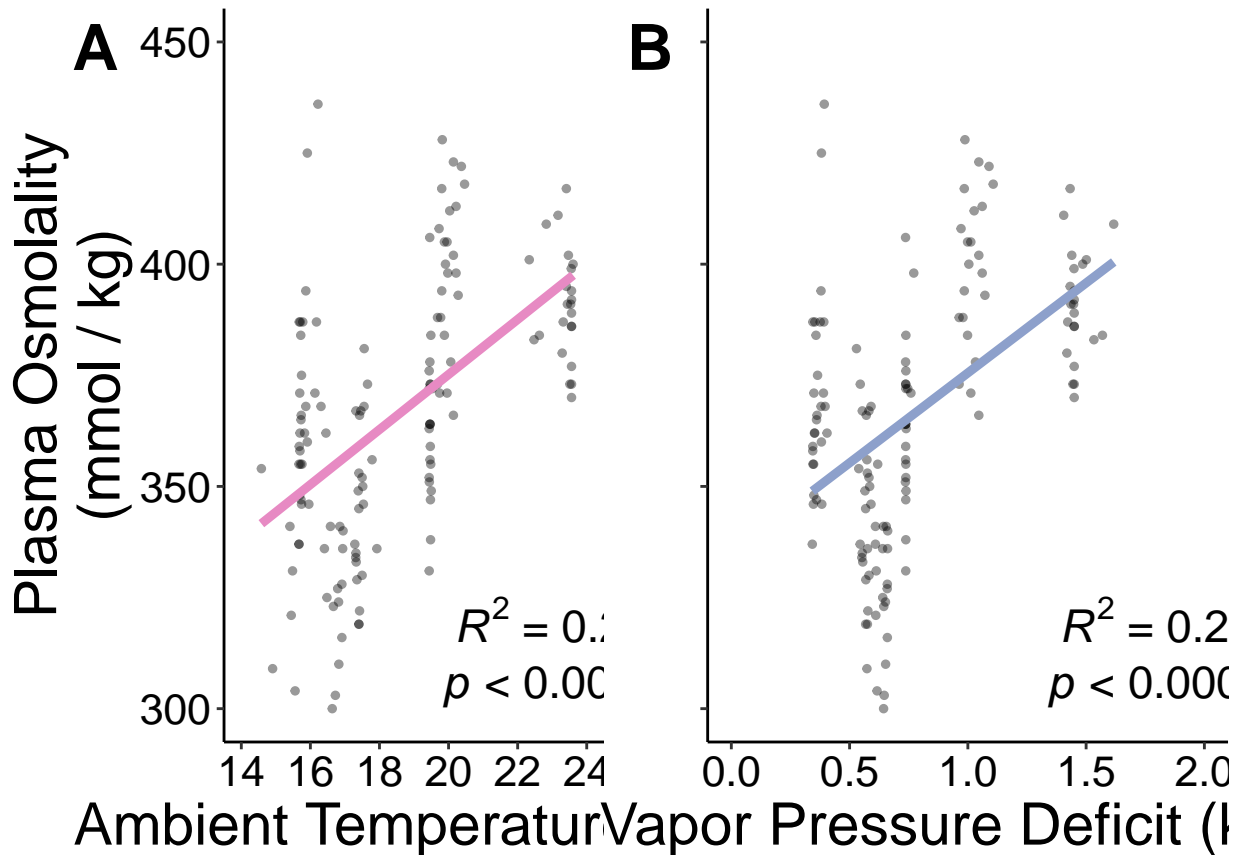 A
B
Plasma Osmolality
(mmol / kg)
450
400
350
300
R² = 0.
p < 0.00
R² = 0.2
p < 0.000
14 16 18 20 22 24
0.0 0.5 1.0 1.5 2.0
Ambient Temperatur
Vapor Pressure Deficit (